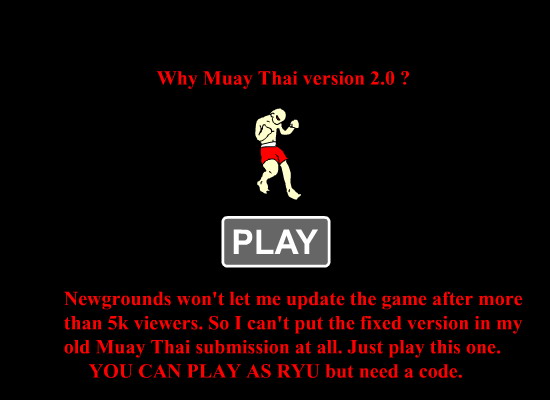 Why Muay Thai version 2.0 ?
PLAY
Newgrounds won't let me update the game after more
than 5k viewers. So I can't put the fixed version in my
old Muay Thai submission at all. Just play this one.
YOU CAN PLAY AS RYU but need a code.